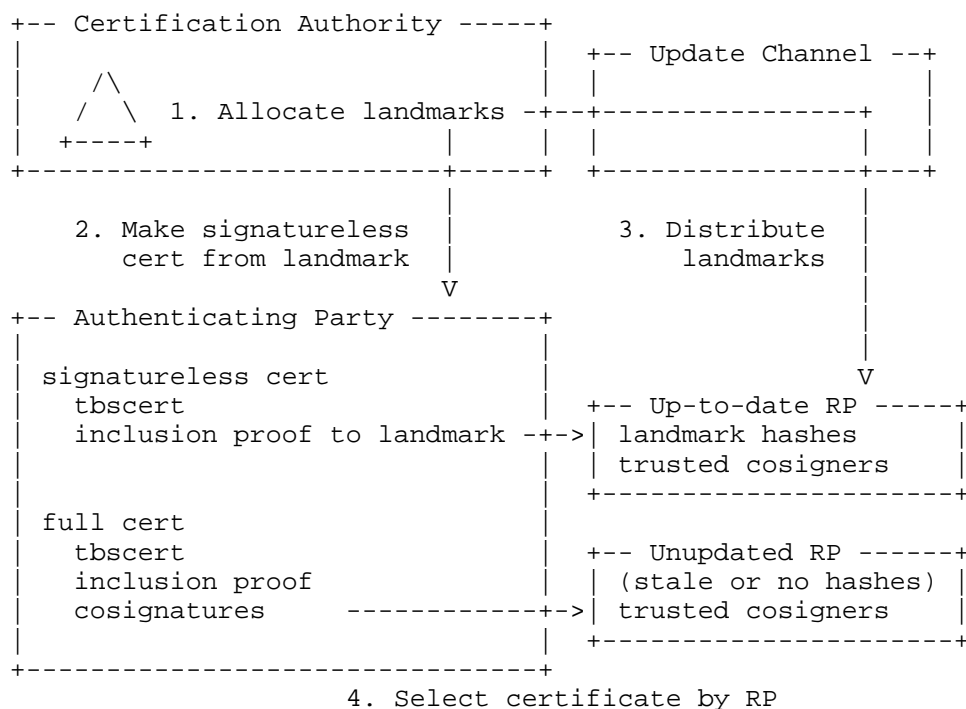 Certification Authority
Update Channel
1. Allocate landmarks
2. Make signatureless
cert from landmark
3. Distribute
landmarks
Authenticating Party
signatureless cert
tbscert
inclusion proof to landmark
Up-to-date RP
landmark hashes
trusted cosigners
full cert
tbscert
inclusion proof
cosignatures
Unupdated RP
(stale or no hashes)
trusted cosigners
4. Select certificate by RP